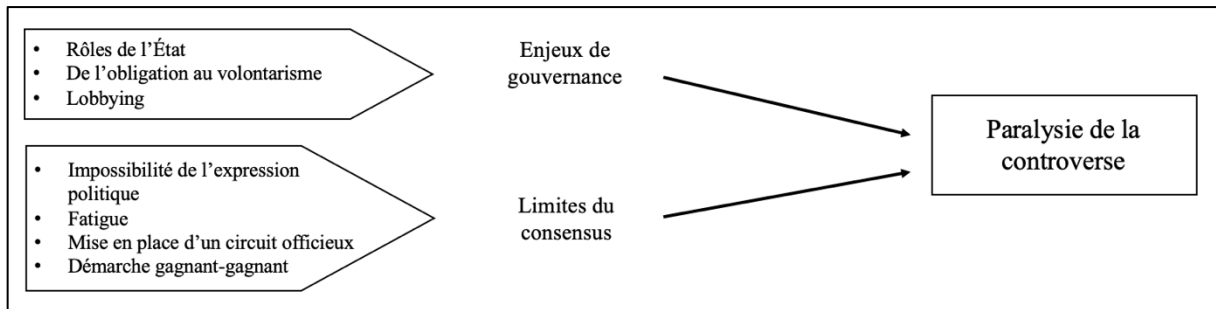 • Rôles de l’État
• De l’obligation au volontarisme
• Lobbying
Enjeux de
gouvernance
• Impossibilité de l’expression
politique
• Fatigue
• Mise en place d’un circuit officieux
• Démarche gagnant-gagnant
Limites du
consensus
Paralysie de la
controverse